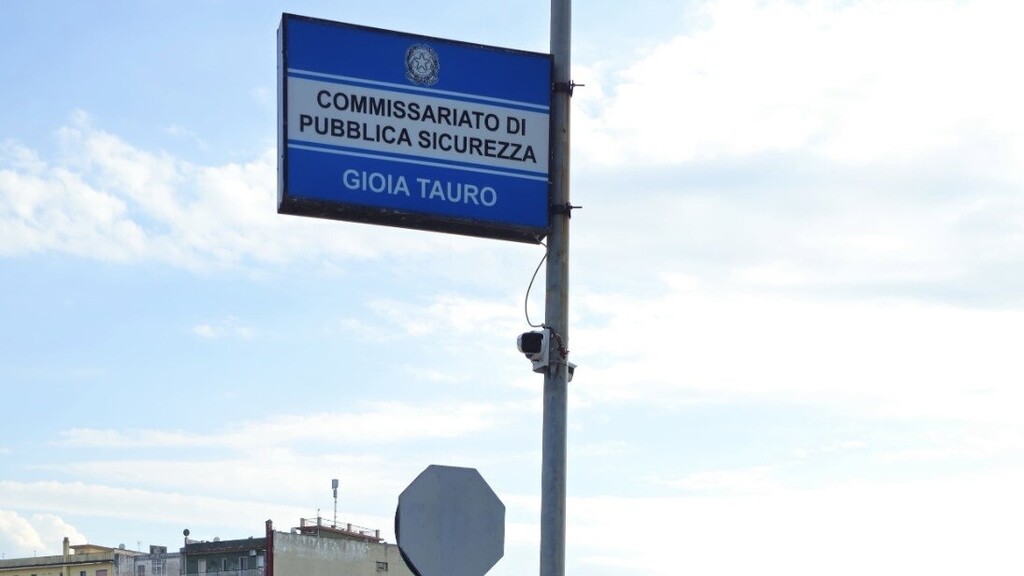 COMMISSARIATO DI
PUBBLICA SICUREZZA
GIOIA TAURO